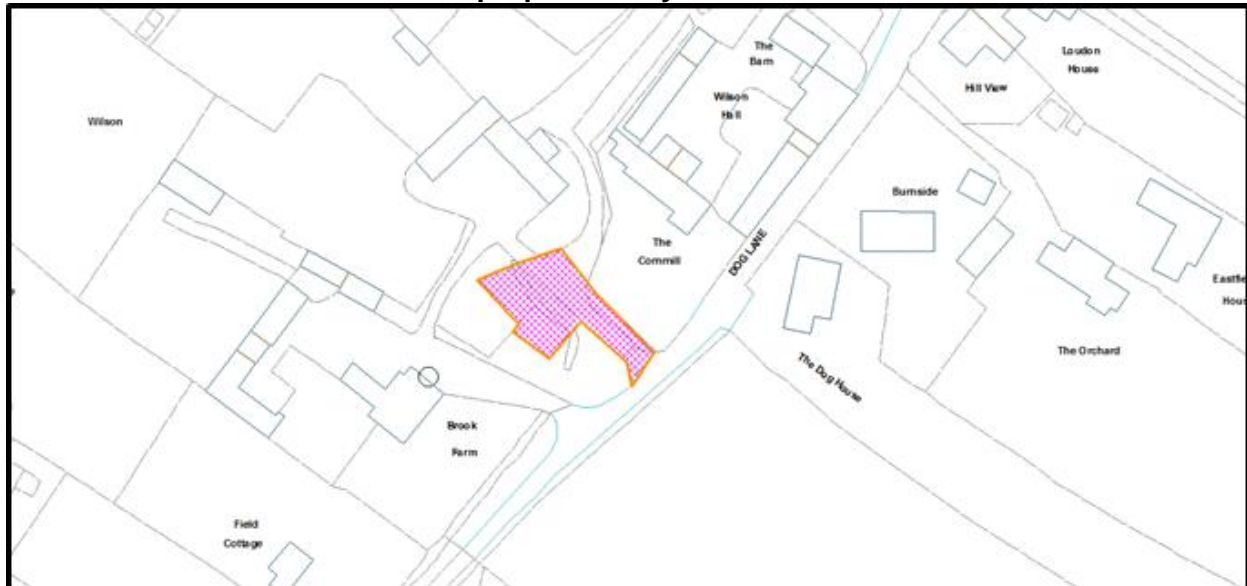 Wilson
The
Barn
Wilson
Hall
Loudon
House
Hill View
Burnside
The
Cornmill
DOG LANE
Eastfie
Hous
The Orchard
The Dog House
Brook
Farm
Field
Cottage